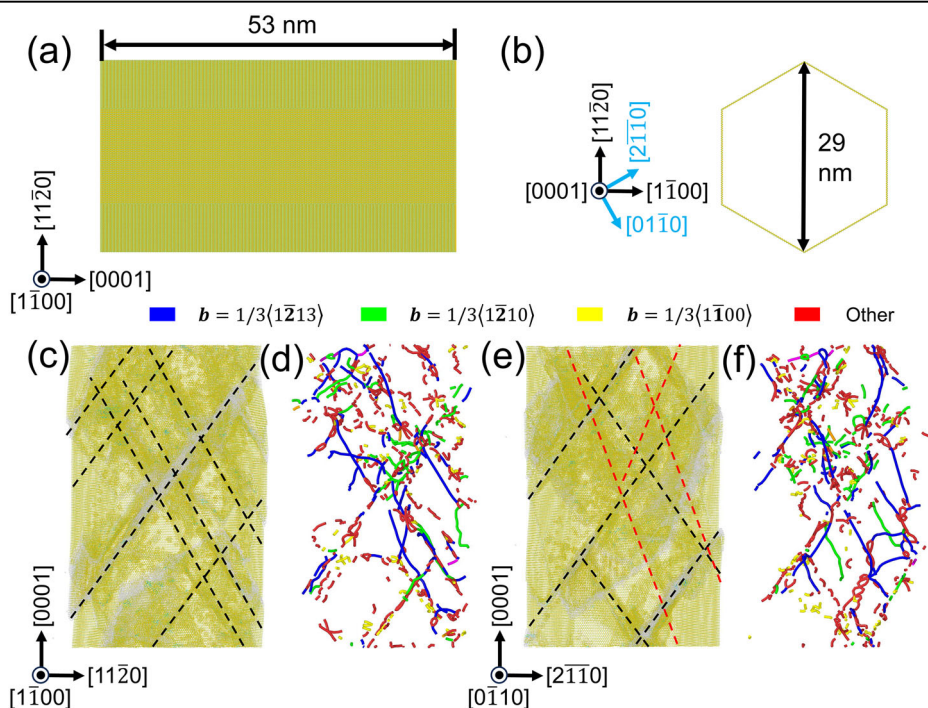 (a)
53 nm
[112̅0]
[0001]
[11̅00]
(b)
[112̅0]
[21̅1̅0]
[0001]
[11̅00]
[011̅0]
29
nm
b = 1/3⟨12̅13⟩
b = 1/3⟨12̅10⟩
b = 1/3⟨11̅00⟩
Other
(c)
[0001]
[11̅00]
[112̅0]
(d)
(e)
[0001]
[01̅10]
[21̅1̅0]
(f)